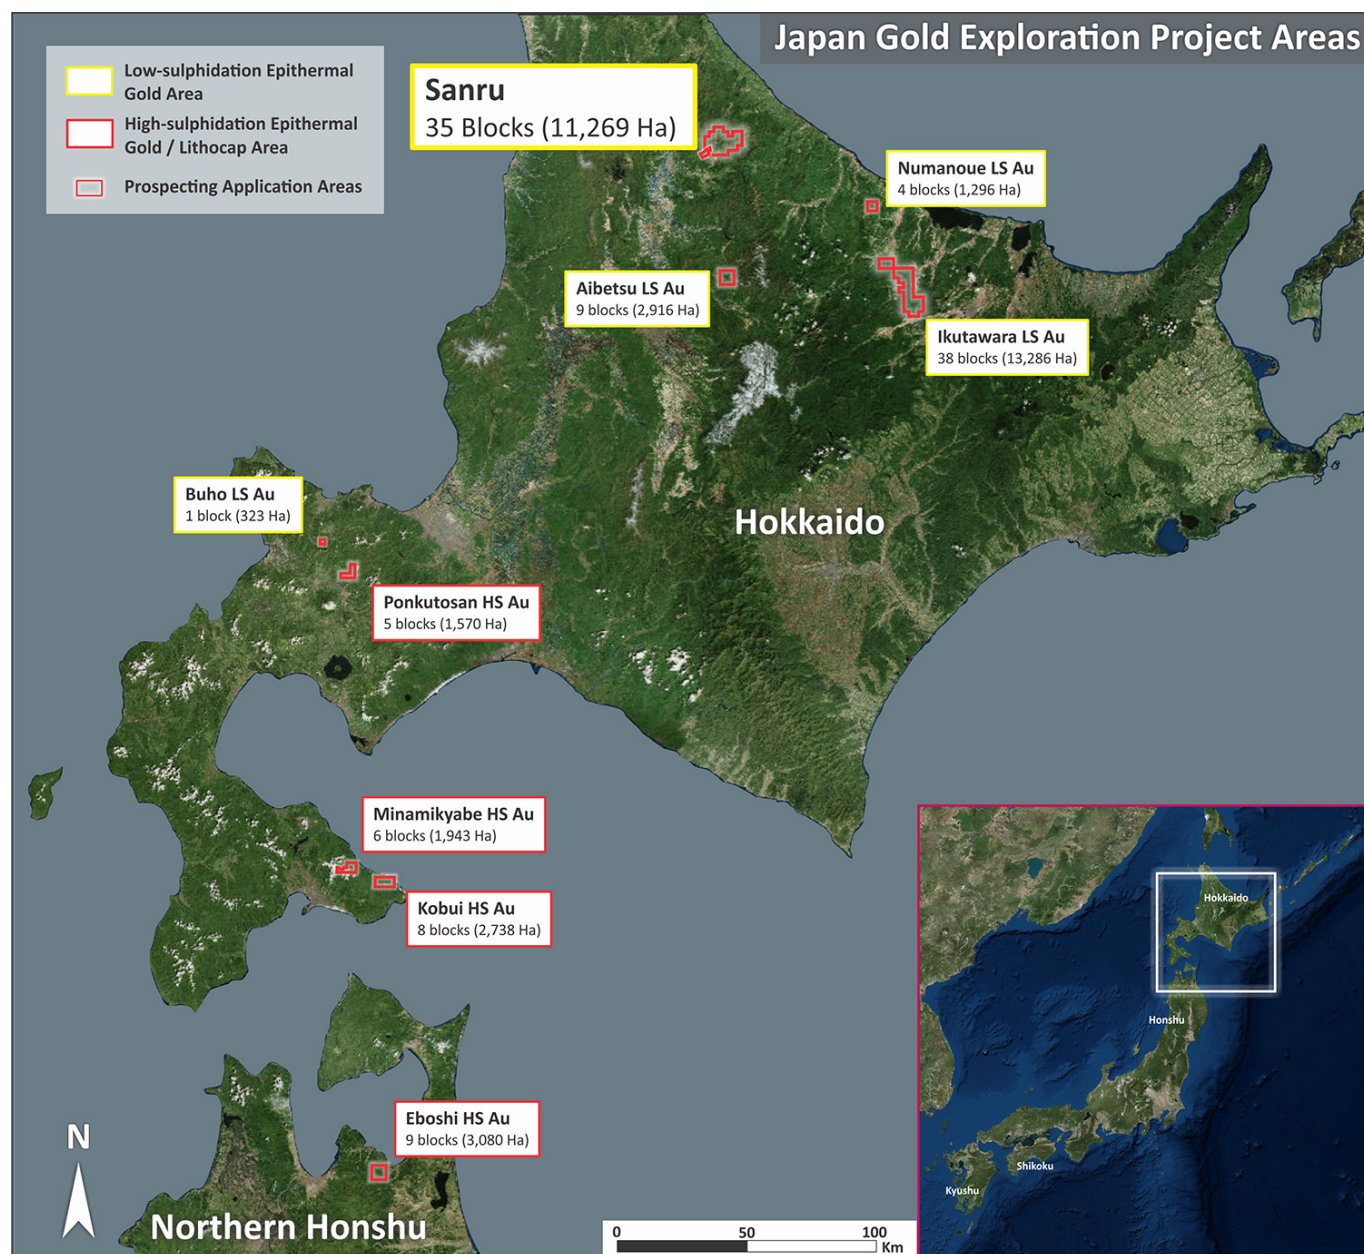 Japan Gold Exploration Project Areas
Low-sulphidation Epithermal
Gold Area
High-sulphidation Epithermal
Gold / Lithocap Area
Prospecting Application Areas
Sanru
35 Blocks (11,269 Ha)
Numanoue LS Au
4 blocks (1,296 Ha)
Aibetsu LS Au
9 blocks (2,916 Ha)
Ikutawara LS Au
38 blocks (13,286 Ha)
Buho LS Au
1 block (323 Ha)
Hokkaido
Ponkutosan HS Au
5 blocks (1,570 Ha)
Minamikyabe HS Au
6 blocks (1,943 Ha)
Kobui HS Au
8 blocks (2,738 Ha)
Eboshi HS Au
9 blocks (3,080 Ha)
N
Northern Honshu
0 50 100
Km
Hokkaido
Honshu
Shikoku
Kyushu